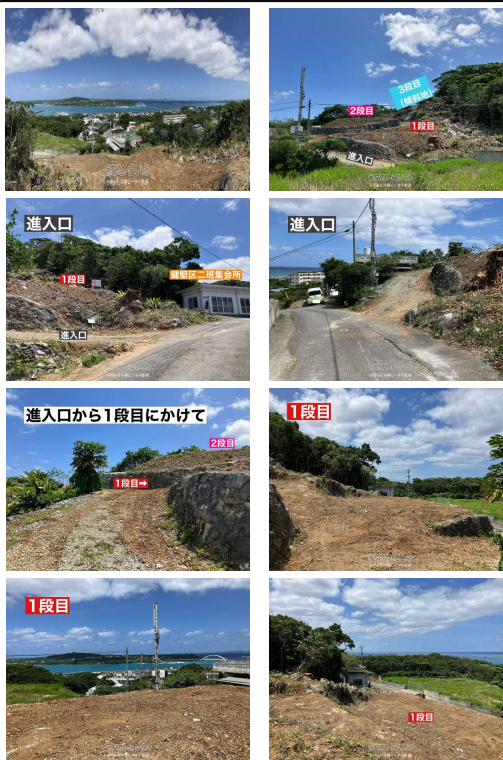 3段目
(傾斜地)
2段目
1段目
進入口
進入口
1段目
健堅区二班集会所
進入口
進入口
進入口から1段目にかけて
2段目
1段目➡
1段目
1段目
1段目